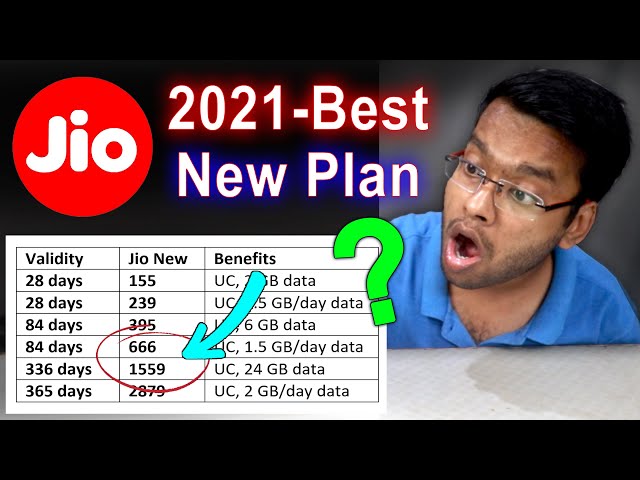 Jio
2021-Best
New Plan
?
Validity Jio New Benefits
28 days 155 UC, GB data
28 days 239 UC, .5 GB/day data
84 days 395 6 GB data
84 days 666 UC, 1.5 GB/day data
336 days 1559 UC, 24 GB data
365 days 2879 UC, 2 GB/day data